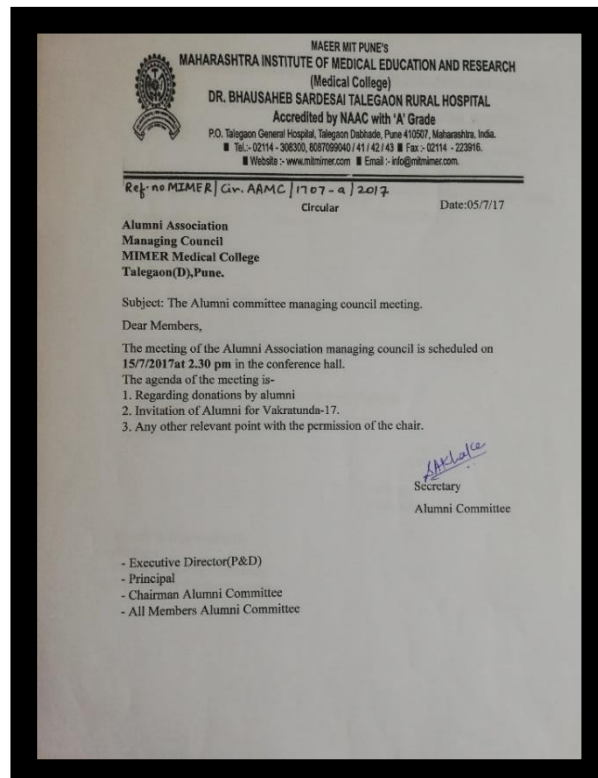 MAEER MIT PUNE'S
MAHARASHTRA INSTITUTE OF MEDICAL EDUCATION AND RESEARCH
(Medical College)
DR. BHAUSAHEB SARDESAI TALEGAON RURAL HOSPITAL
Accredited by NAAC with 'A' Grade
P.O. Talegaon General Hospital, Talegaon Dabhade, Pune 410507, Maharashtra. India.
■ Tel.:- 02114 - 308300, 8087099040 / 41 / 42 / 43 ■ Fax :- 02114 - 223916.
■ Website :- www.mitmimer.com ■ Email :- info@mitmimer.com.
Ref. no MIMER/ Cir. AAMC/1707-a/2017
Circular Date:05/7/17
Alumni Association
Managing Council
MIMER Medical College
Talegaon(D),Pune.
Subject: The Alumni committee managing council meeting.
Dear Members,
The meeting of the Alumni Association managing council is scheduled on
15/7/2017at 2.30 pm in the conference hall.
The agenda of the meeting is-
1. Regarding donations by alumni
2. Invitation of Alumni for Vakratunda-17.
3. Any other relevant point with the permission of the chair.
Secretary
Alumni Committee
- Executive Director(P&D)
- Principal
- Chairman Alumni Committee
- All Members Alumni Committee